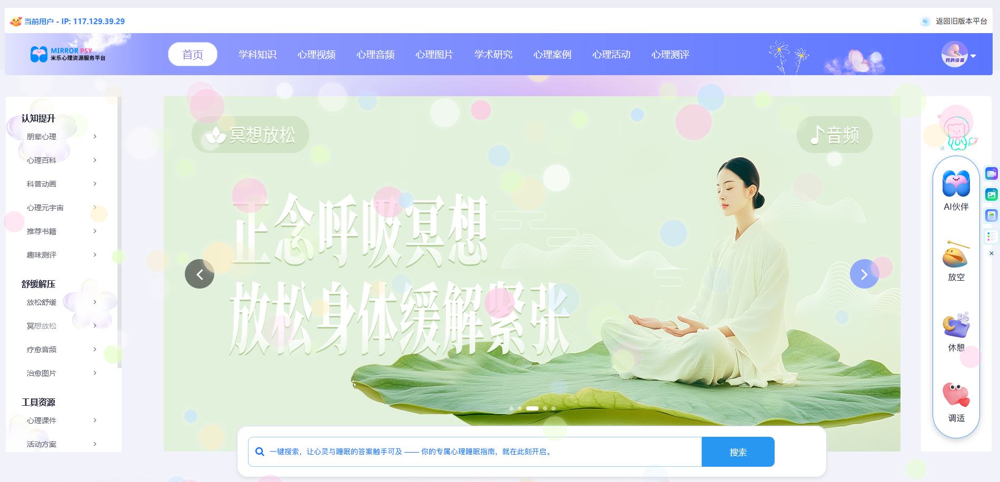 当前用户 - IP: 117.129.39.29
返回旧版本平台
MIRROR PSY
米乐心理资源服务平台
首页
学科知识
心理视频
心理音频
心理图片
学术研究
心理案例
心理活动
心理测评
我的设置
认知提升
朋辈心理
心理百科
科普动画
心理元宇宙
推荐书籍
趣味测评
舒缓解压
放松舒缓
冥想放松
疗愈音频
治愈图片
工具资源
心理课件
活动方案
冥想放松
音频
正念呼吸冥想
放松身体缓解紧张
一键搜索，让心灵与睡眠的答案触手可及 —— 你的专属心理睡眠指南，就在此刻开启。
搜索
AI伙伴
放空
休憩
调适